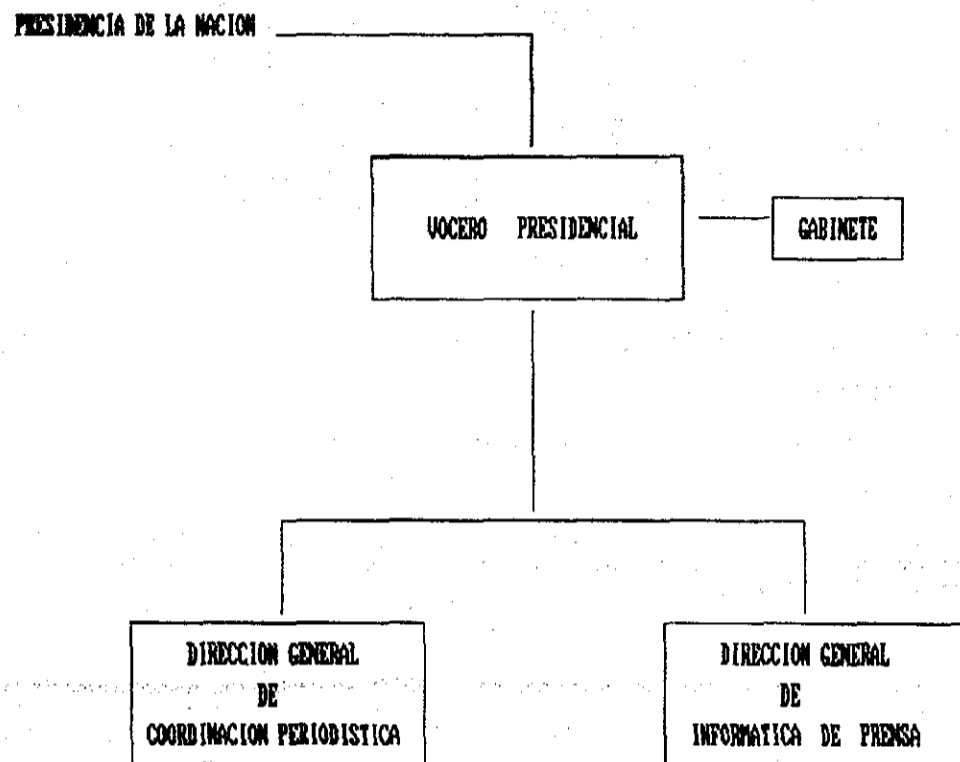 PRESIDENCIA DE LA NACION
VOCERO PRESIDENCIAL
GABINETE
DIRECCION GENERAL
DE
COORDINACION PERIODISTICA
DIRECCION GENERAL
DE
INFORMATICA DE PRENSA